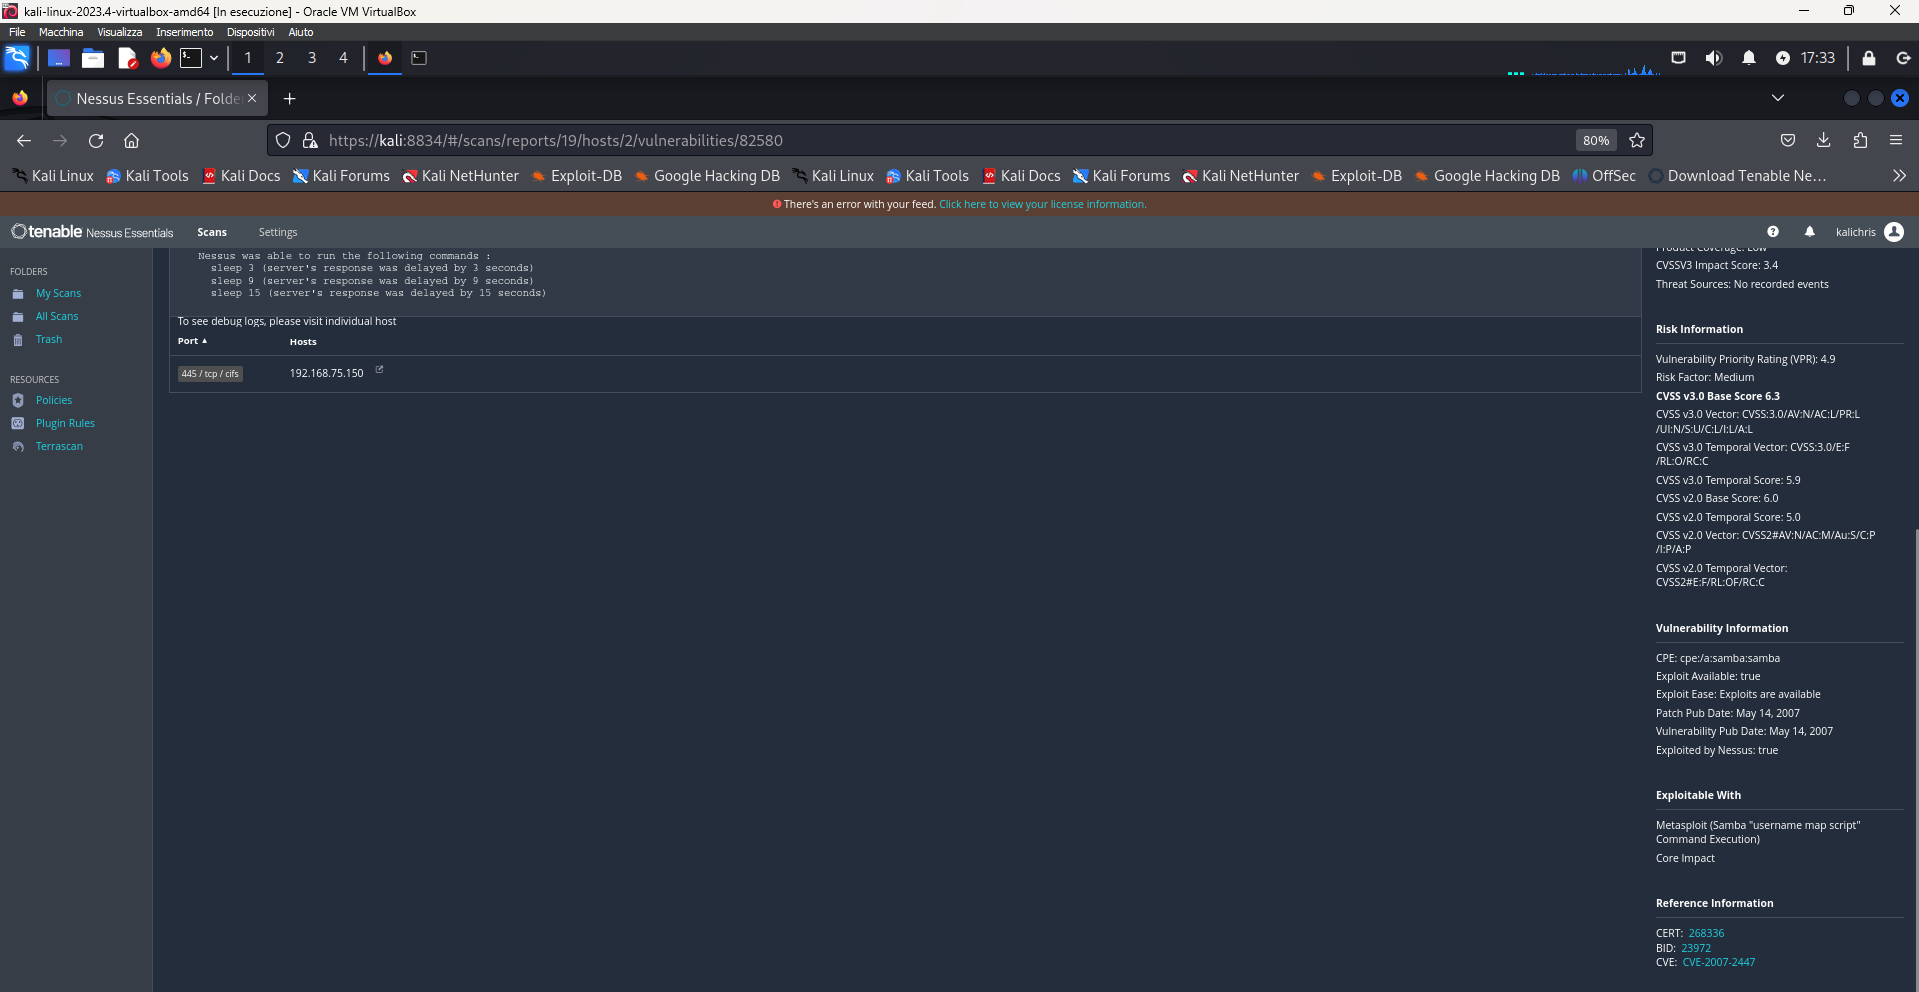 kali-linux-2023.4-virtualbox-amd64 [In esecuzione] - Oracle VM VirtualBox
File Macchina Visualizza Inserimento Dispositivi Aiuto
1 2 3 4 17:33
Nessus Essentials / Folde
https://kali:8834/#/scans/reports/19/hosts/2/vulnerabilities/82580 80%
Kali Linux Kali Tools Kali Docs Kali Forums Kali NetHunter Exploit-DB Google Hacking DB Kali Linux Kali Tools Kali Docs Kali Forums Kali NetHunter Exploit-DB Google Hacking DB OffSec Download Tenable Ne…
There's an error with your feed. Click here to view your license information.
tenable Nessus Essentials Scans Settings kalichris
FOLDERS
My Scans
All Scans
Trash
RESOURCES
Policies
Plugin Rules
Terrascan
Nessus was able to run the following commands :
sleep 3 (server's response was delayed by 3 seconds)
sleep 9 (server's response was delayed by 9 seconds)
sleep 15 (server's response was delayed by 15 seconds)
To see debug logs, please visit individual host
Port Hosts
445 / tcp / cifs 192.168.75.150
Product Coverage: Low
CVSSV3 Impact Score: 3.4
Threat Sources: No recorded events
Risk Information
Vulnerability Priority Rating (VPR): 4.9
Risk Factor: Medium
CVSS v3.0 Base Score 6.3
CVSS v3.0 Vector: CVSS:3.0/AV:N/AC:L/PR:L
/UI:N/S:U/C:L/I:L/A:L
CVSS v3.0 Temporal Vector: CVSS:3.0/E:F
/RL:O/RC:C
CVSS v3.0 Temporal Score: 5.9
CVSS v2.0 Base Score: 6.0
CVSS v2.0 Temporal Score: 5.0
CVSS v2.0 Vector: CVSS2#AV:N/AC:M/Au:S/C:P
/I:P/A:P
CVSS v2.0 Temporal Vector:
CVSS2#E:F/RL:OF/RC:C
Vulnerability Information
CPE: cpe:/a:samba:samba
Exploit Available: true
Exploit Ease: Exploits are available
Patch Pub Date: May 14, 2007
Vulnerability Pub Date: May 14, 2007
Exploited by Nessus: true
Exploitable With
Metasploit (Samba "username map script"
Command Execution)
Core Impact
Reference Information
CERT: 268336
BID: 23972
CVE: CVE-2007-2447